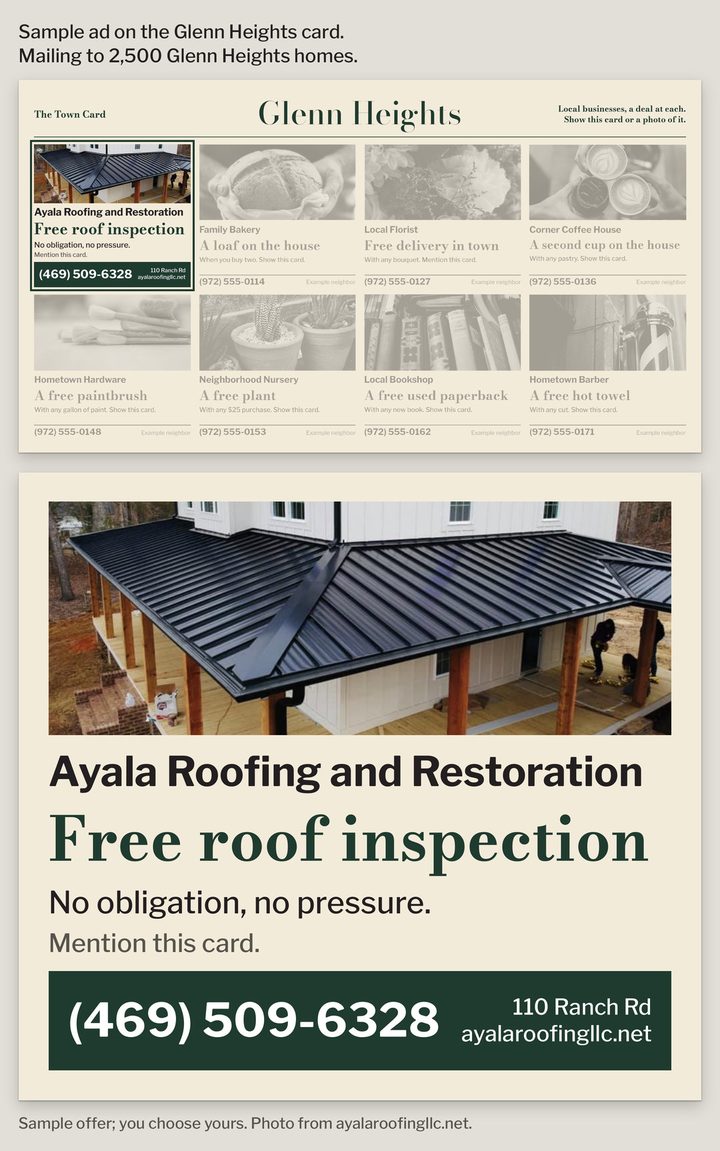 Sample ad on the Glenn Heights card.
Mailing to 2,500 Glenn Heights homes.
The Town Card
Glenn Heights
Local businesses, a deal at each.
Show this card or a photo of it.
Ayala Roofing and Restoration
Free roof inspection
No obligation, no pressure.
Mention this card.
(469) 509-6328
110 Ranch Rd
ayalaroofingllc.net
Family Bakery
A loaf on the house
When you buy two. Show this card.
(972) 555-0114
Example neighbor
Local Florist
Free delivery in town
With any bouquet. Mention this card.
(972) 555-0127
Example neighbor
Corner Coffee House
A second cup on the house
With any pastry. Show this card.
(972) 555-0136
Example neighbor
Hometown Hardware
A free paintbrush
With any gallon of paint. Show this card.
(972) 555-0148
Example neighbor
Neighborhood Nursery
A free plant
With any $25 purchase. Show this card.
(972) 555-0153
Example neighbor
Local Bookshop
A free used paperback
With any new book. Show this card.
(972) 555-0162
Example neighbor
Hometown Barber
A free hot towel
With any cut. Show this card.
(972) 555-0171
Example neighbor
Ayala Roofing and Restoration
Free roof inspection
No obligation, no pressure.
Mention this card.
(469) 509-6328
110 Ranch Rd
ayalaroofingllc.net
Sample offer; you choose yours. Photo from ayalaroofingllc.net.